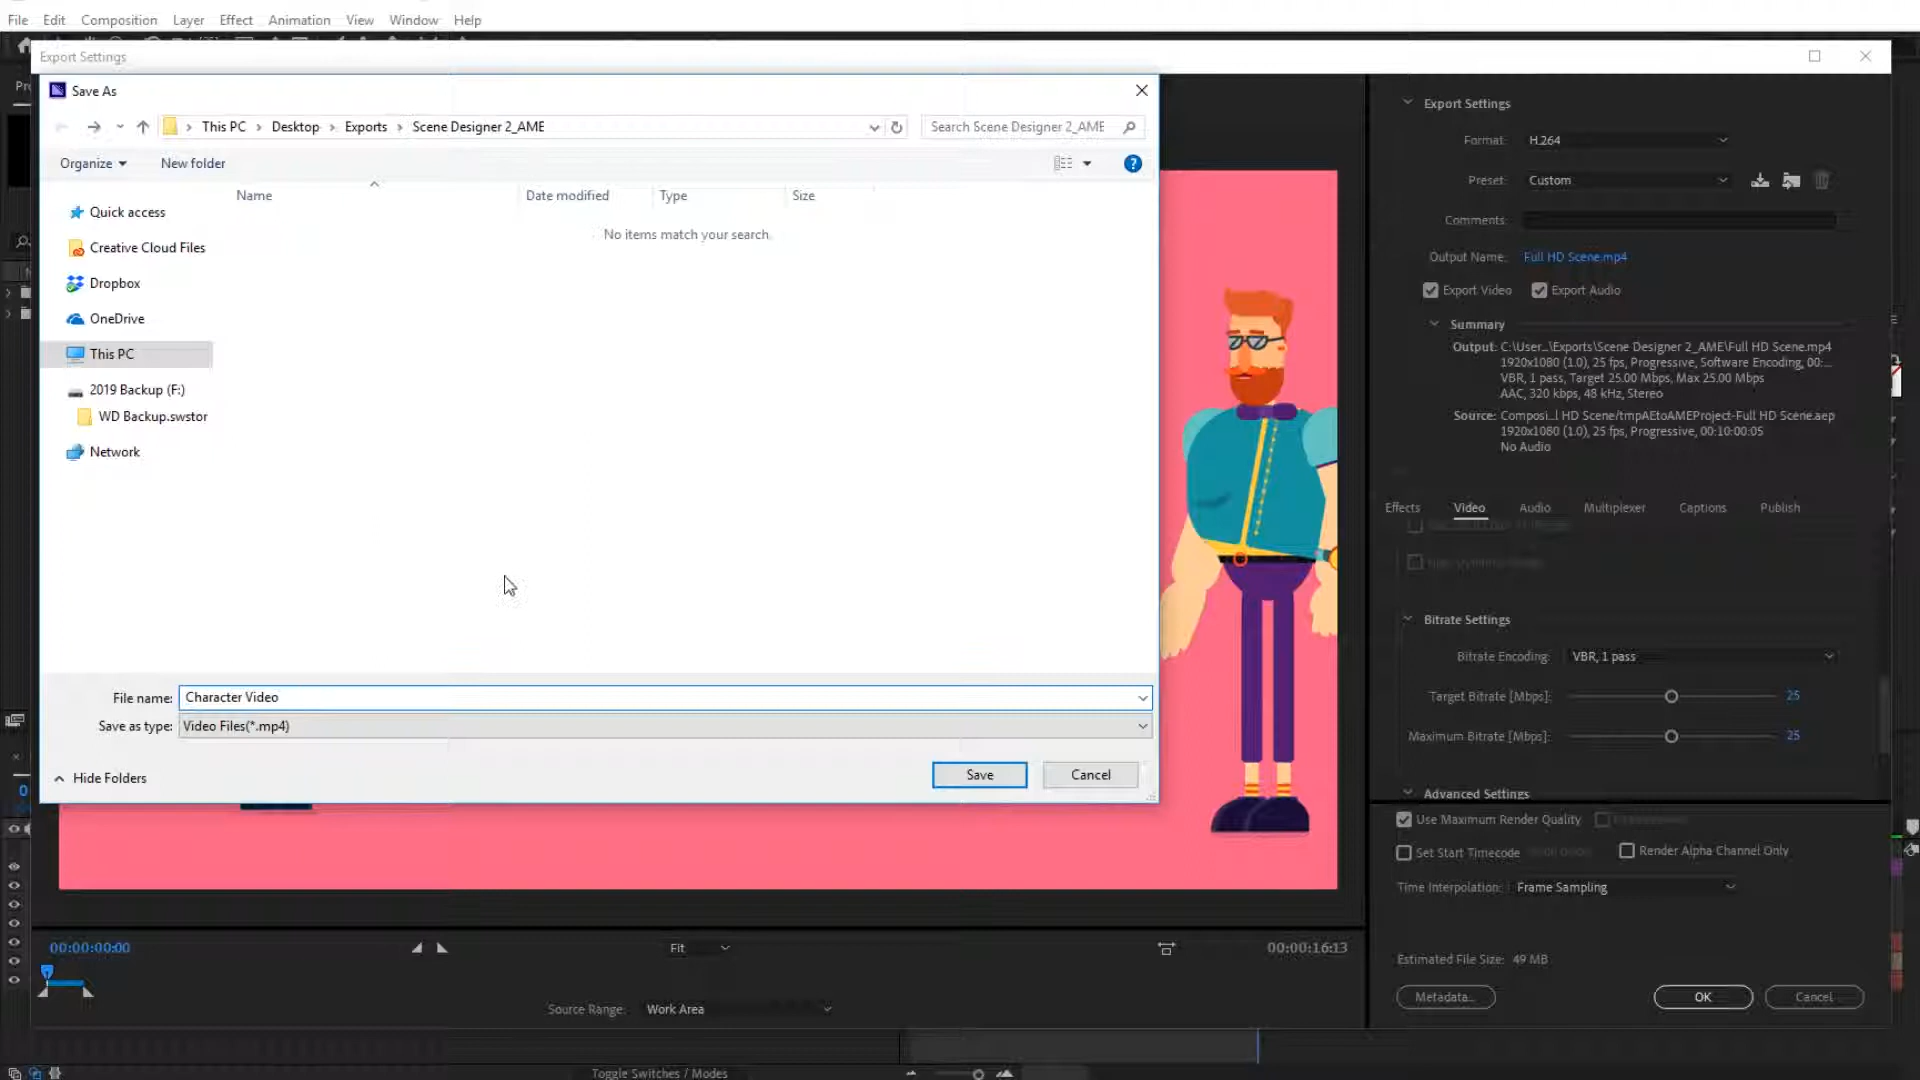 File Edit Composition Layer Effect Animation View Window Help
Export Settings
Save As
This PC Desktop Exports Scene Designer 2_AME
Search Scene Designer 2_AME
Organize New folder
Name Date modified Type Size
No items match your search.
Quick access
Creative Cloud Files
Dropbox
OneDrive
This PC
2019 Backup (F:)
WD Backup.swstor
Network
File name: Character Video
Save as type: Video Files(*.mp4)
Hide Folders
Save Cancel
Export Settings
Format: H.264
Preset: Custom
Comments:
Output Name: Full HD Scene.mp4
Export Video Export Audio
Summary
Output: C:\User...\Exports\Scene Designer 2_AME\Full HD Scene.mp4
1920x1080 (1.0), 25 fps, Progressive, Software Encoding, 00:...
VBR, 1 pass, Target 25.00 Mbps, Max 25.00 Mbps
AAC, 320 kbps, 48 kHz, Stereo
Source: Composi...l HD Scene/tmpAEtoAMEProject-Full HD Scene.aep
1920x1080 (1.0), 25 fps, Progressive, 00:10:00:05
No Audio
Effects Video Audio Multiplexer Captions Publish
Bitrate Settings
Bitrate Encoding: VBR, 1 pass
Target Bitrate [Mbps]: 25
Maximum Bitrate [Mbps]: 25
Advanced Settings
Use Maximum Render Quality
Set Start Timecode
Render Alpha Channel Only
Time Interpolation: Frame Sampling
Estimated File Size: 49 MB
Metadata... OK Cancel
00:00:00:00 Fit 00:00:16:13
Source Range: Work Area
Toggle Switches / Modes